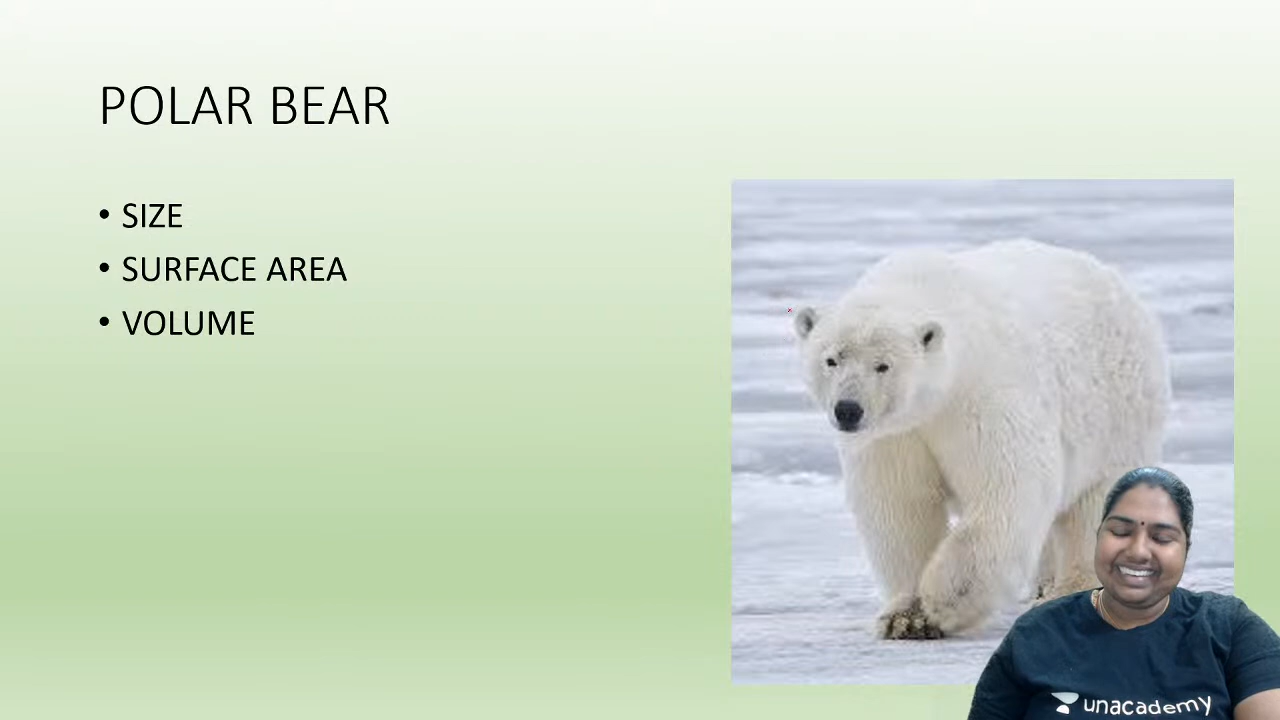 POLAR BEAR
• SIZE
• SURFACE AREA
• VOLUME
unacademy